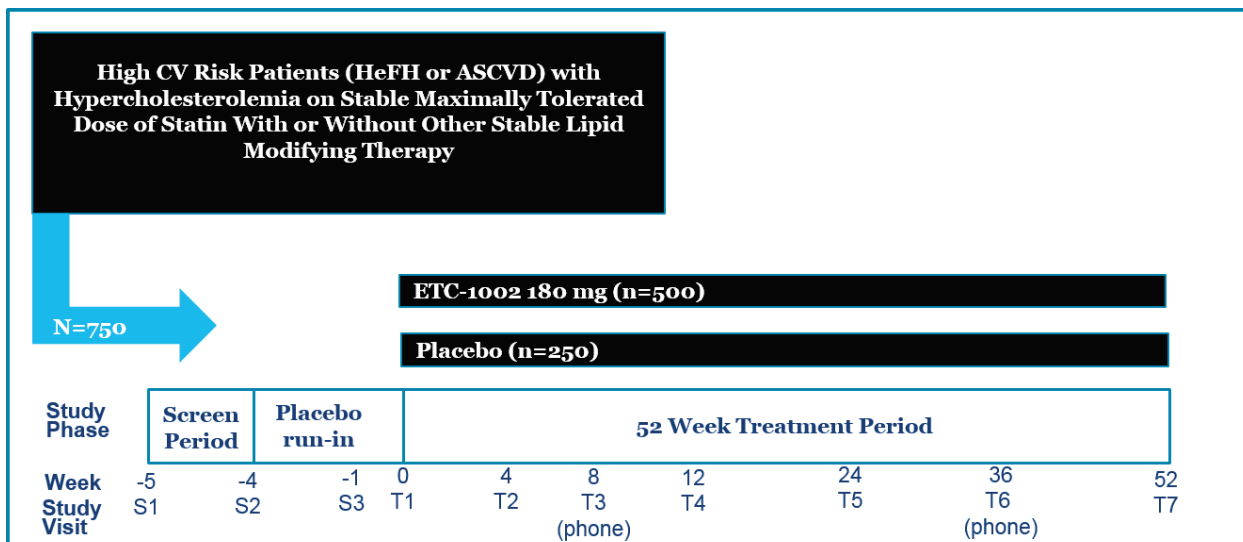 High CV Risk Patients (HeFH or ASCVD) with
Hypercholesterolemia on Stable Maximally Tolerated
Dose of Statin With or Without Other Stable Lipid
Modifying Therapy
ETC-1002 180 mg (n=500)
N=750
Placebo (n=250)
Study Phase
Screen Period
Placebo run-in
52 Week Treatment Period
Week -5 -4 -1 0 4 8 12 24 36 52
Study Visit S1 S2 S3 T1 T2 T3 (phone) T4 T5 T6 (phone) T7